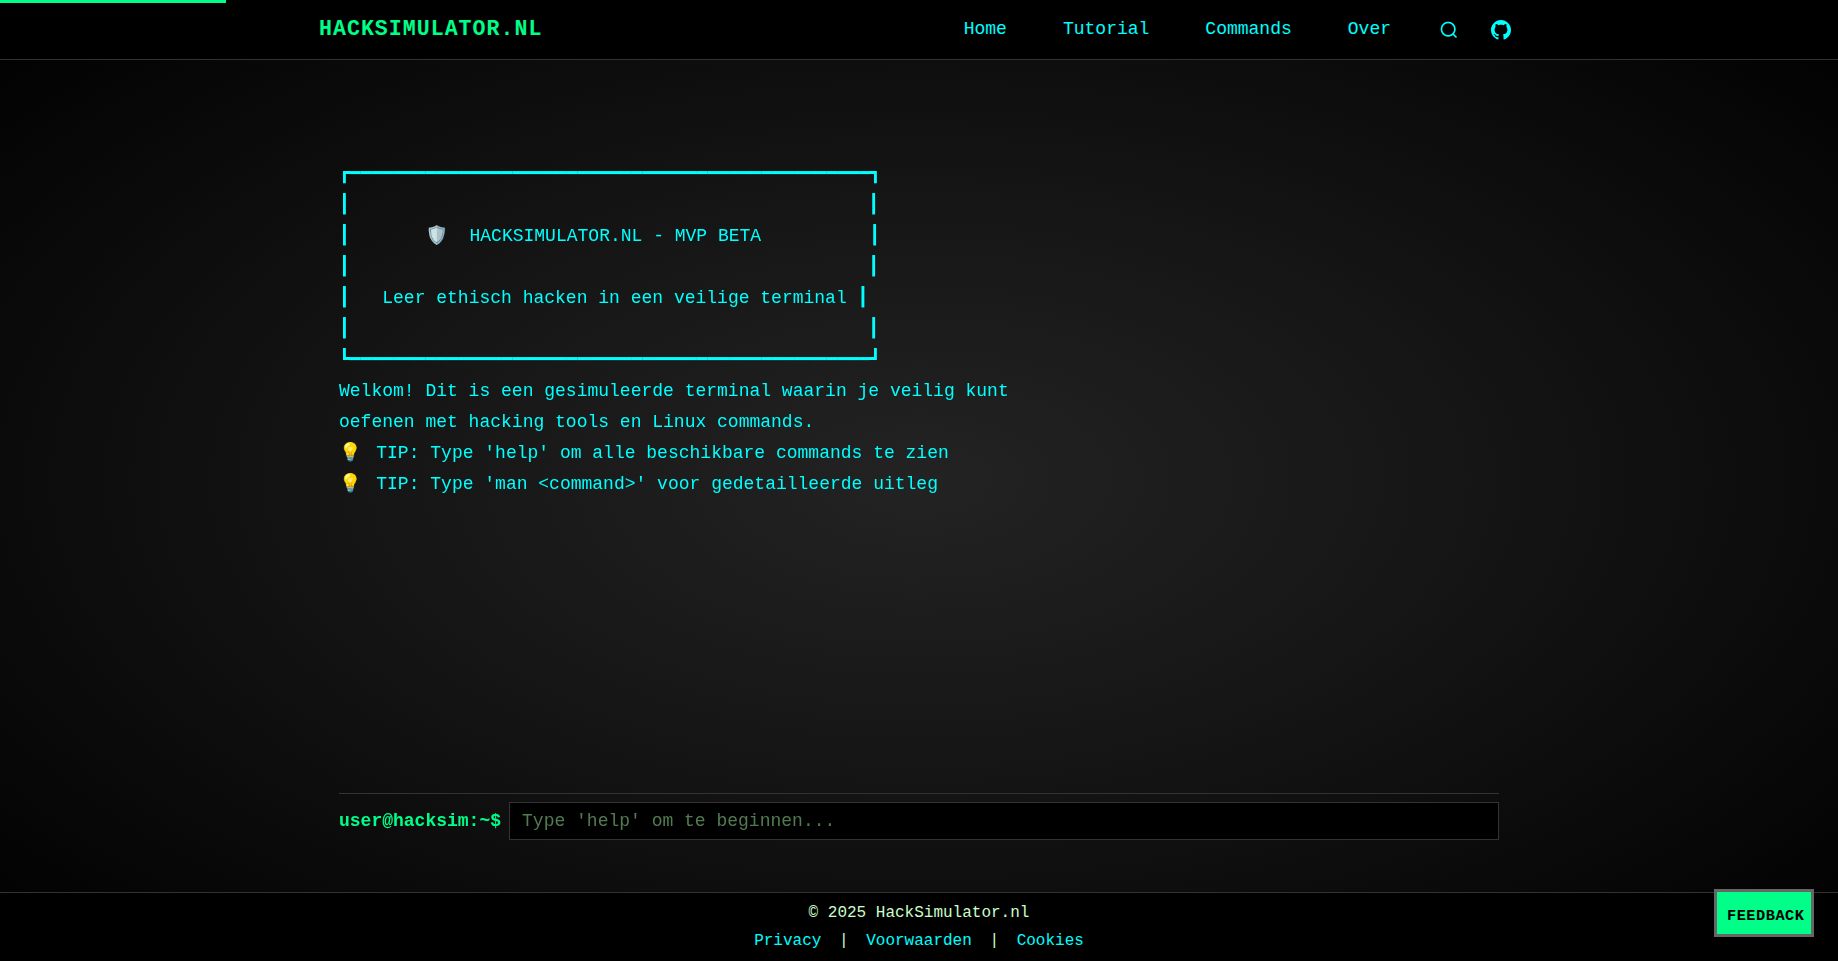 HACKSIMULATOR.NL
Home Tutorial Commands Over
🛡️ HACKSIMULATOR.NL - MVP BETA
Leer ethisch hacken in een veilige terminal
Welkom! Dit is een gesimuleerde terminal waarin je veilig kunt
oefenen met hacking tools en Linux commands.
💡 TIP: Type 'help' om alle beschikbare commands te zien
💡 TIP: Type 'man <command>' voor gedetailleerde uitleg
user@hacksim:~$ Type 'help' om te beginnen...
© 2025 HackSimulator.nl
FEEDBACK
Privacy | Voorwaarden | Cookies